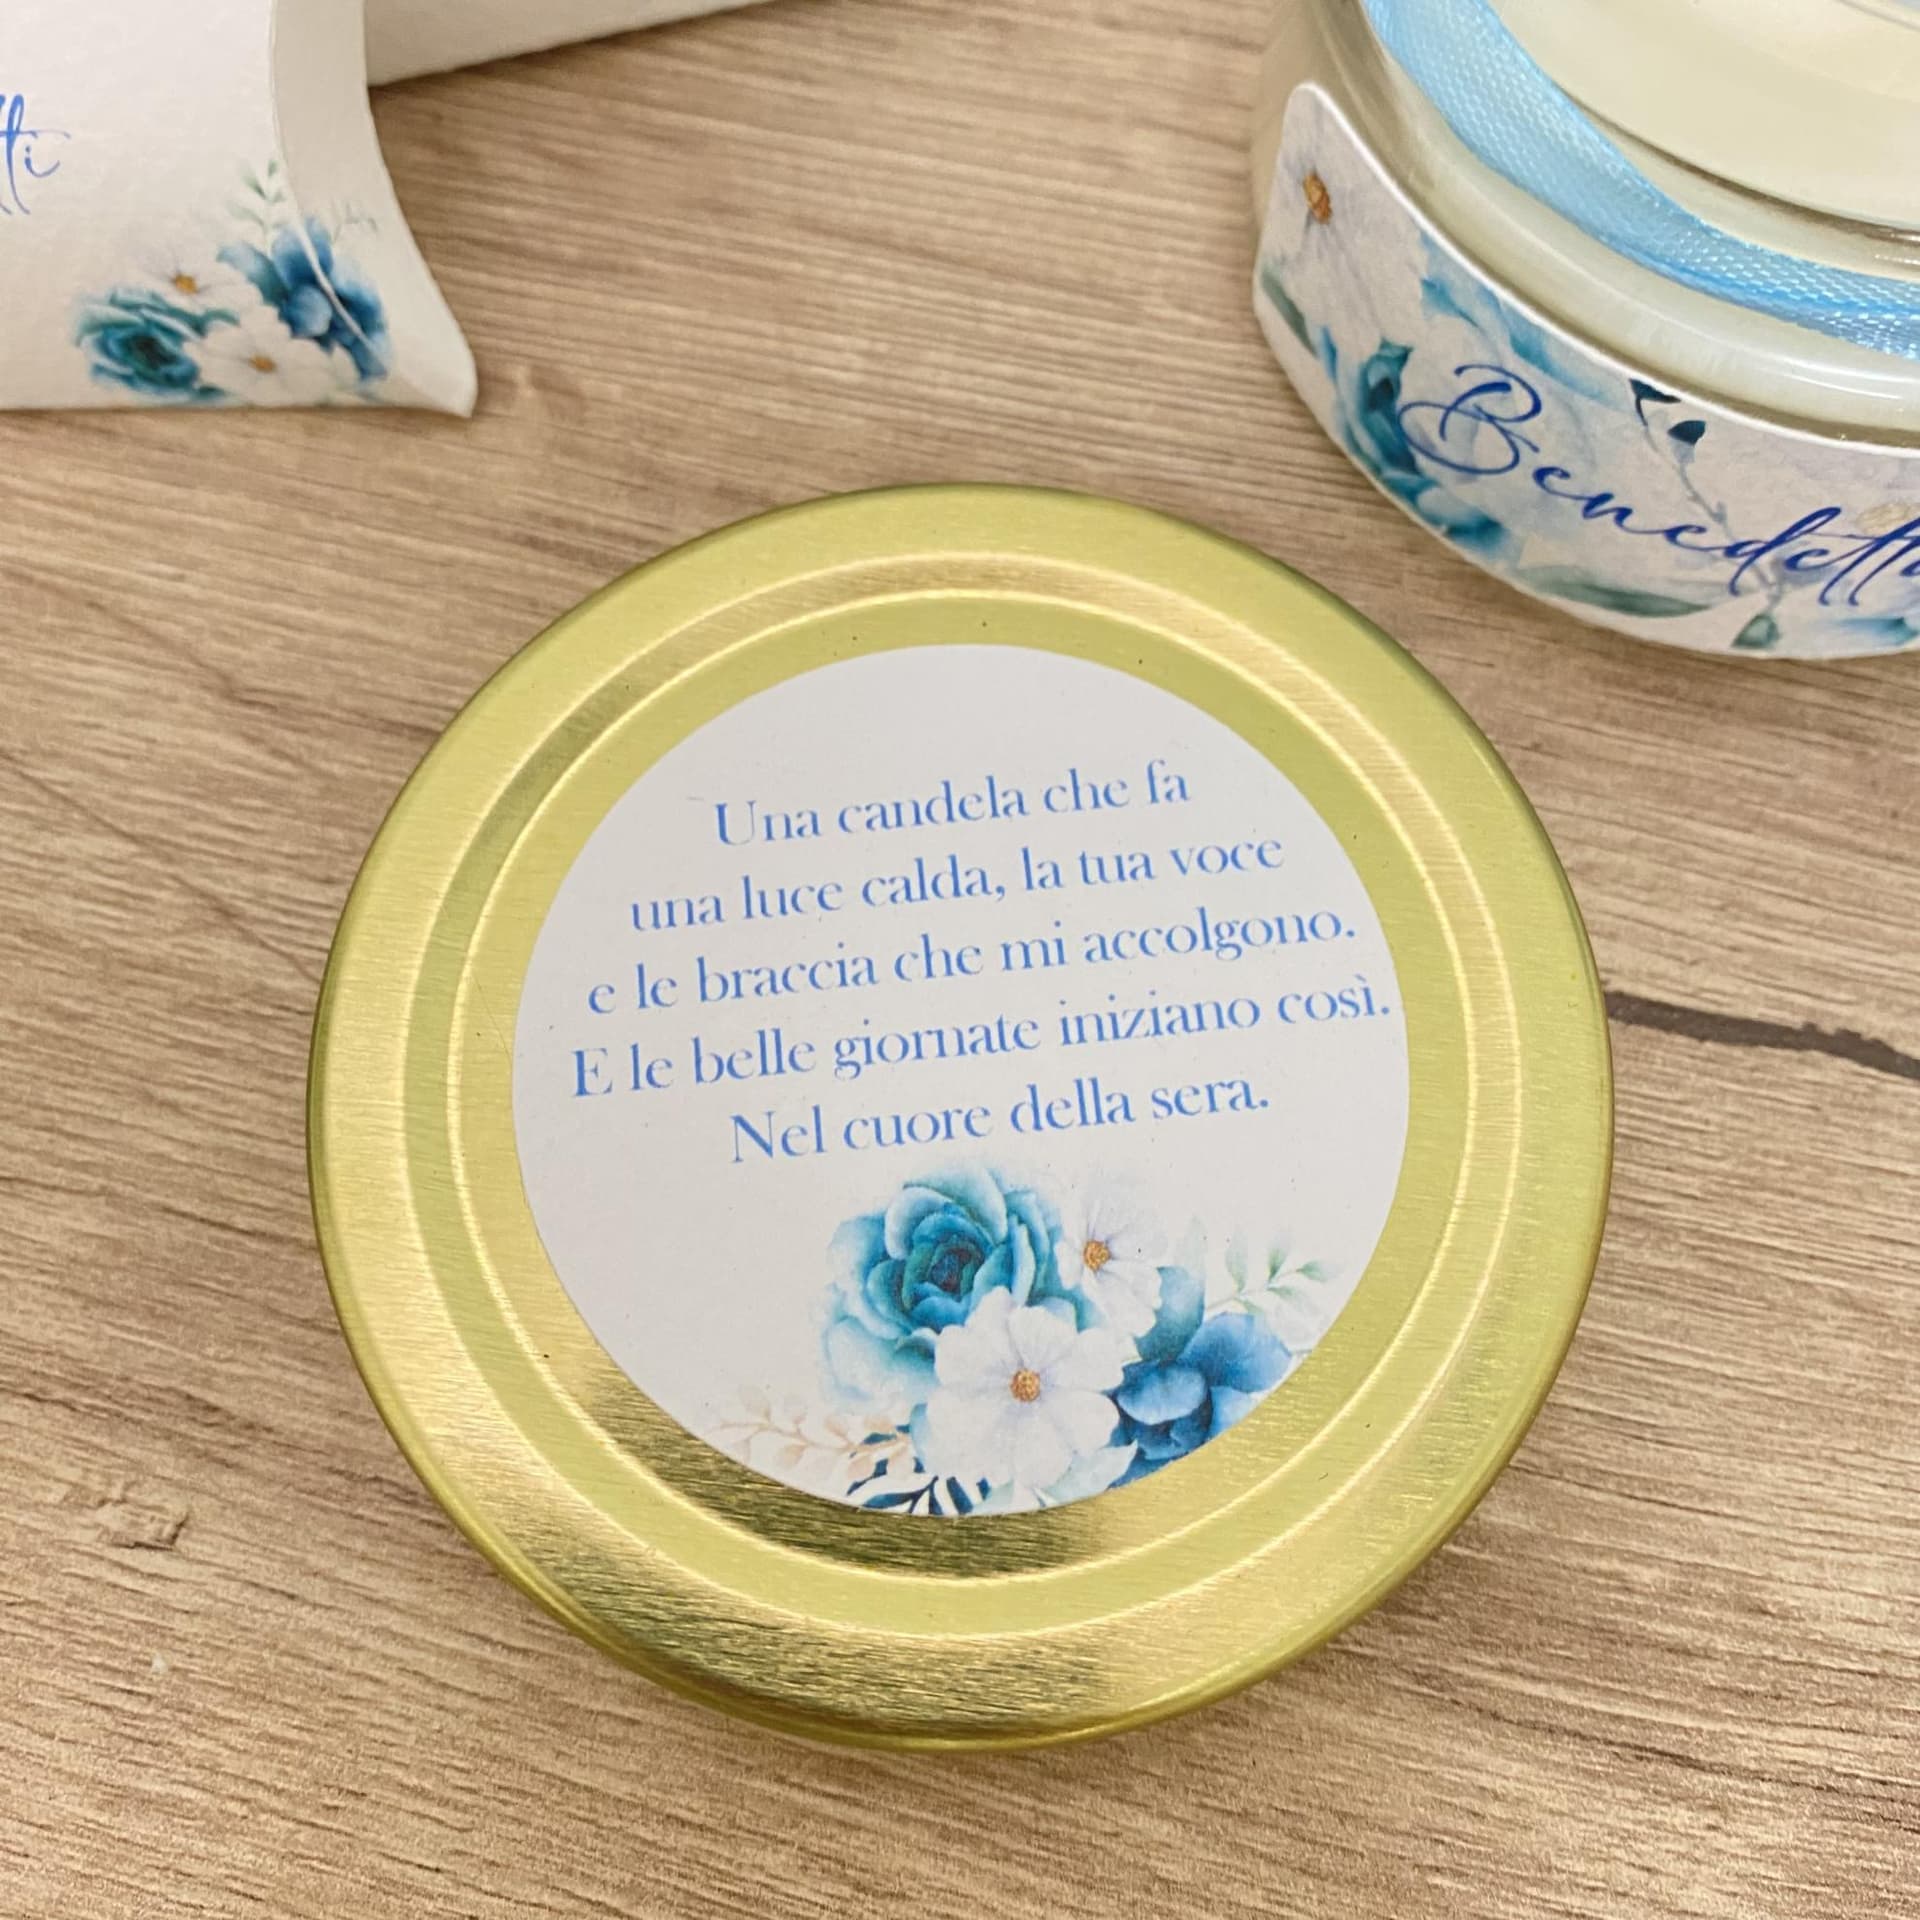 Una candela che fa
una luce calda, la tua voce
e le braccia che mi accolgono.
E le belle giornate iniziano così.
Nel cuore della sera.
Benedetta